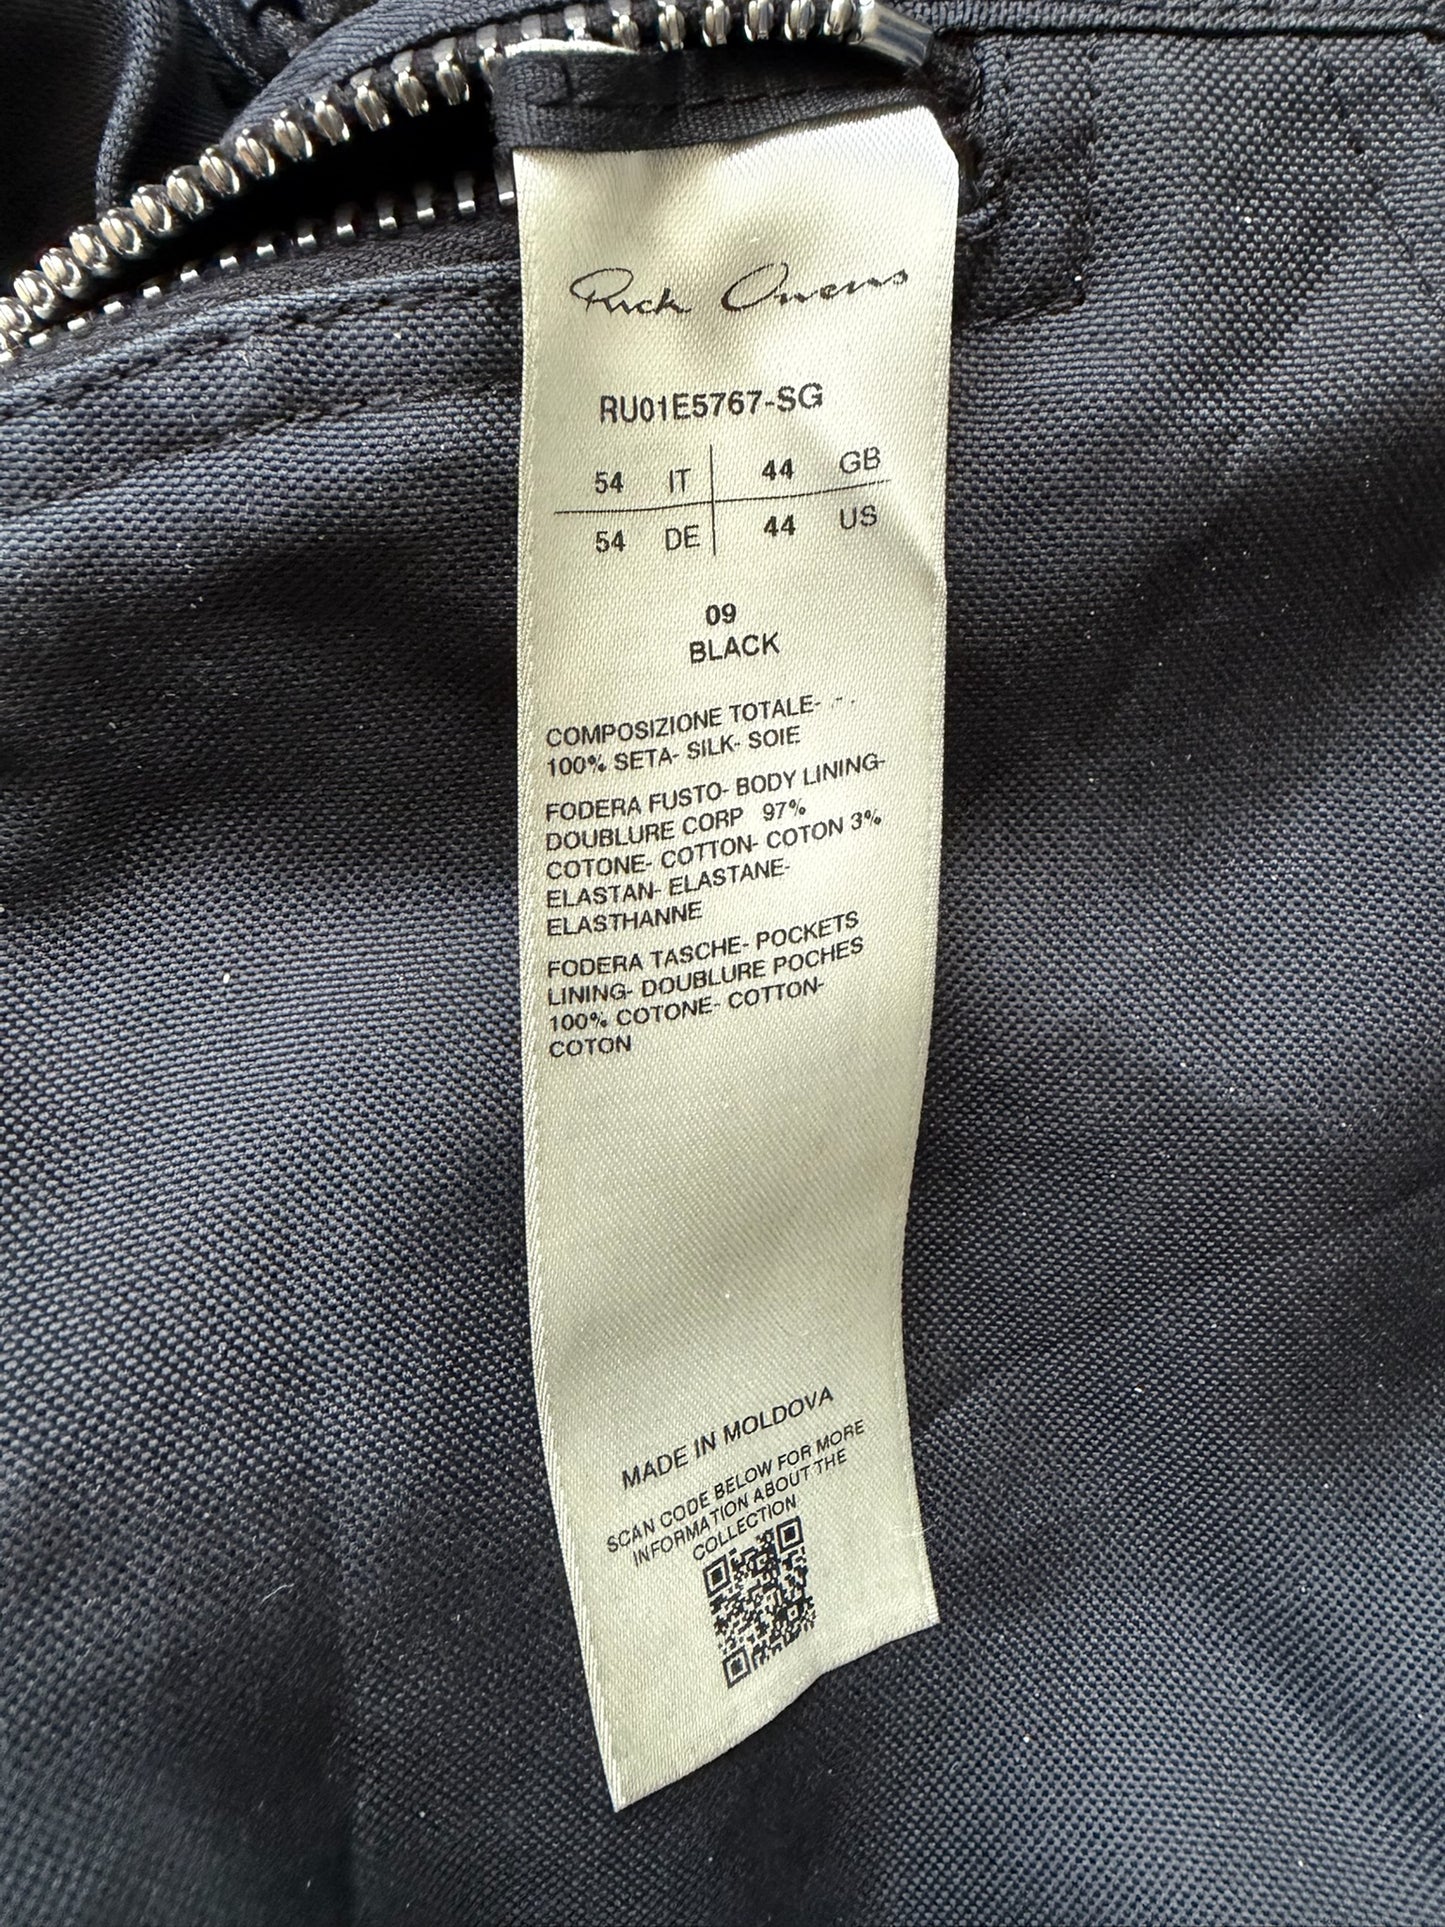 Rick Owens
RU01E5767-SG
54 IT 44 GB
54 DE 44 US
09
BLACK
COMPOSIZIONE TOTALE-
100% SETA- SILK- SOIE
FODERA FUSTO- BODY LINING-
DOUBLURE CORP 97%
COTONE- COTTON- COTON 3%
ELASTAN- ELASTANE-
ELASTHANNE
FODERA TASCHE- POCKETS
LINING- DOUBLURE POCHES
100% COTONE- COTTON-
COTON
MADE IN MOLDOVA
SCAN CODE BELOW FOR MORE
INFORMATION ABOUT THE
COLLECTION